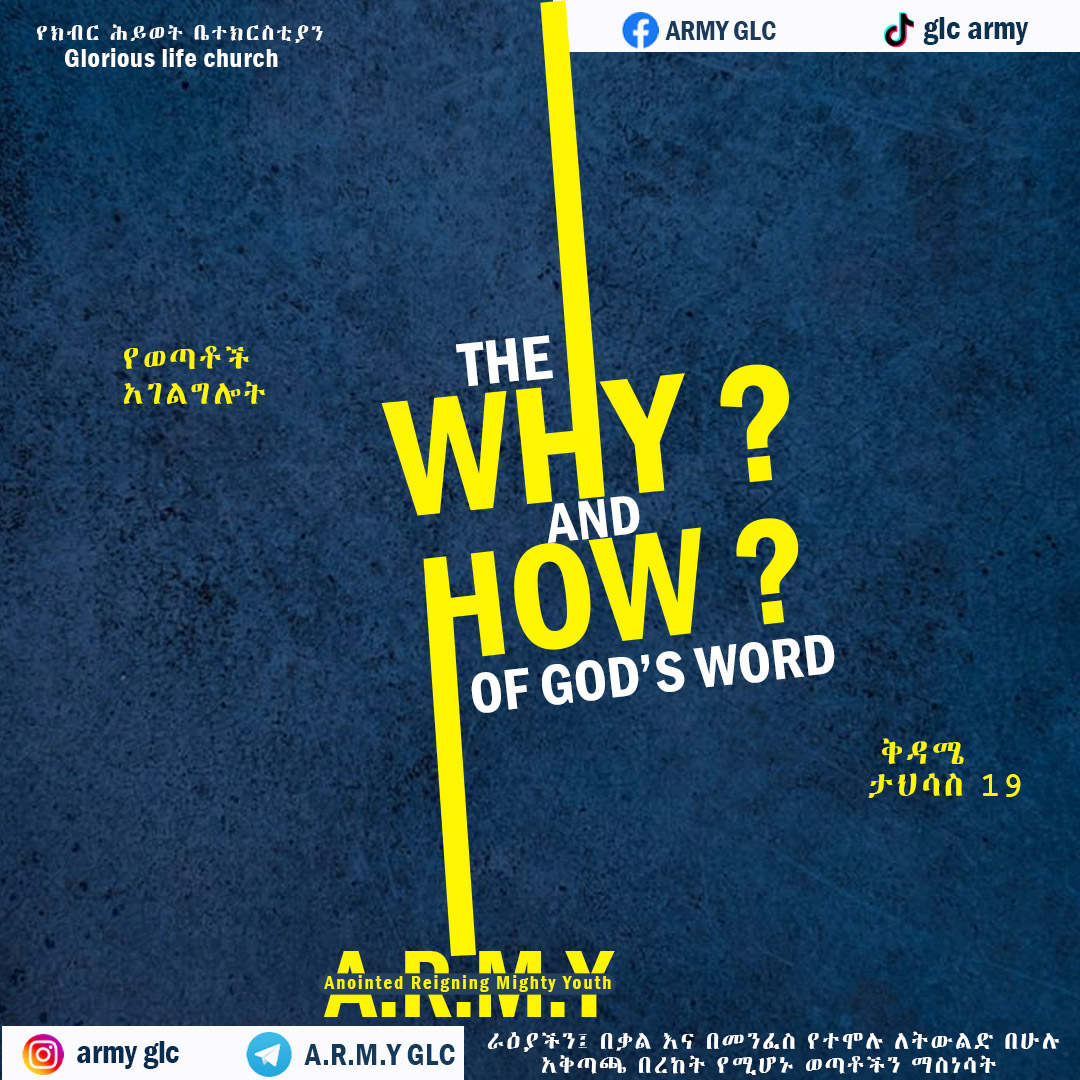 የክብር ሕይወት ቤተክርስቲያን
Glorious life church
ARMY GLC
glc army
የወጣቶች
አገልግሎት
THE
WHY ?
AND
HOW ?
OF GOD'S WORD
ቅዳሜ
ታህሳስ 19
A.R.M.Y
Anointed Reigning Mighty Youth
army glc
A.R.M.Y GLC
ራዕያችን፤ በቃል እና በመንፈስ የተሞሉ ለትውልድ በሁሉ
አቅጣጫ በረከት የሚሆኑ ወጣቶችን ማስነሳት